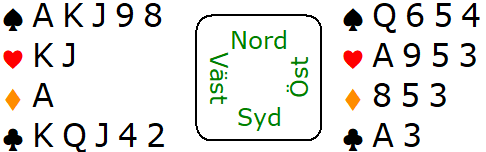 ♠ A K J 9 8
♥ K J
♦ A
♣ K Q J 4 2
Nord
Väst
Öst
Syd
♠ Q 6 5 4
♥ A 9 5 3
♦ 8 5 3
♣ A 3